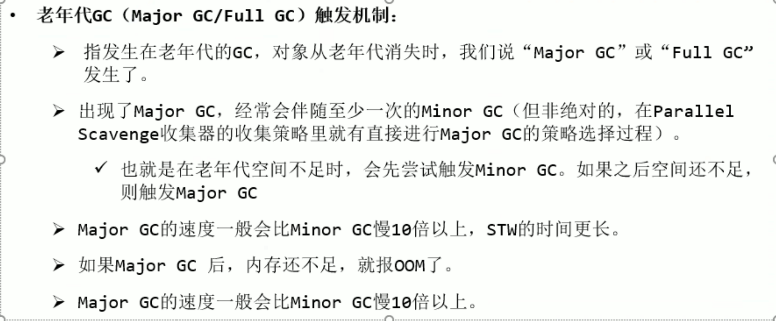 • 老年代GC（Major GC/Full GC）触发机制：
➢ 指发生在老年代的GC，对象从老年代消失时，我们说“Major GC”或“Full GC”
发生了。
➢ 出现了Major GC，经常会伴随至少一次的Minor GC（但非绝对的，在Parallel
Scavenge收集器的收集策略里就有直接进行Major GC的策略选择过程）。
✓ 也就是在老年代空间不足时，会先尝试触发Minor GC。如果之后空间还不足，
则触发Major GC
➢ Major GC的速度一般会比Minor GC慢10倍以上，STW的时间更长。
➢ 如果Major GC 后，内存还不足，就报OOM了。
➢ Major GC的速度一般会比Minor GC慢10倍以上。